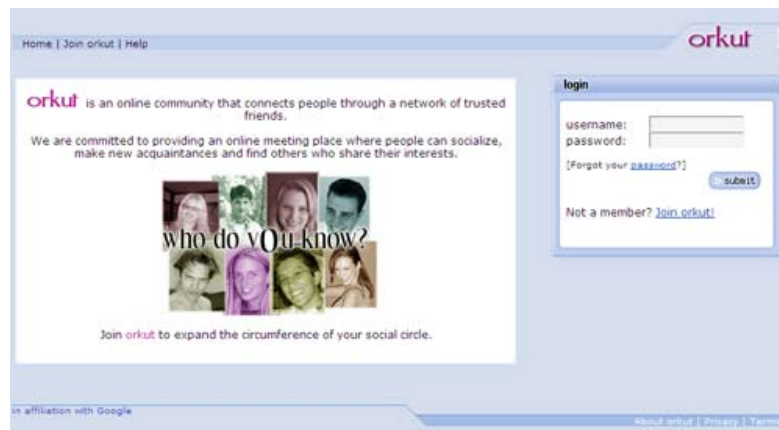 Home | Join orkut | Help
orkut
orkut is an online community that connects people through a network of trusted
friends.
We are committed to providing an online meeting place where people can socialize,
make new acquaintances and find others who share their interests.
who do yOu know?
Join orkut to expand the circumference of your social circle.
login
username:
password:
[Forgot your password?]
submit
Not a member? Join orkut!
in affiliation with Google
About orkut | Privacy | Term